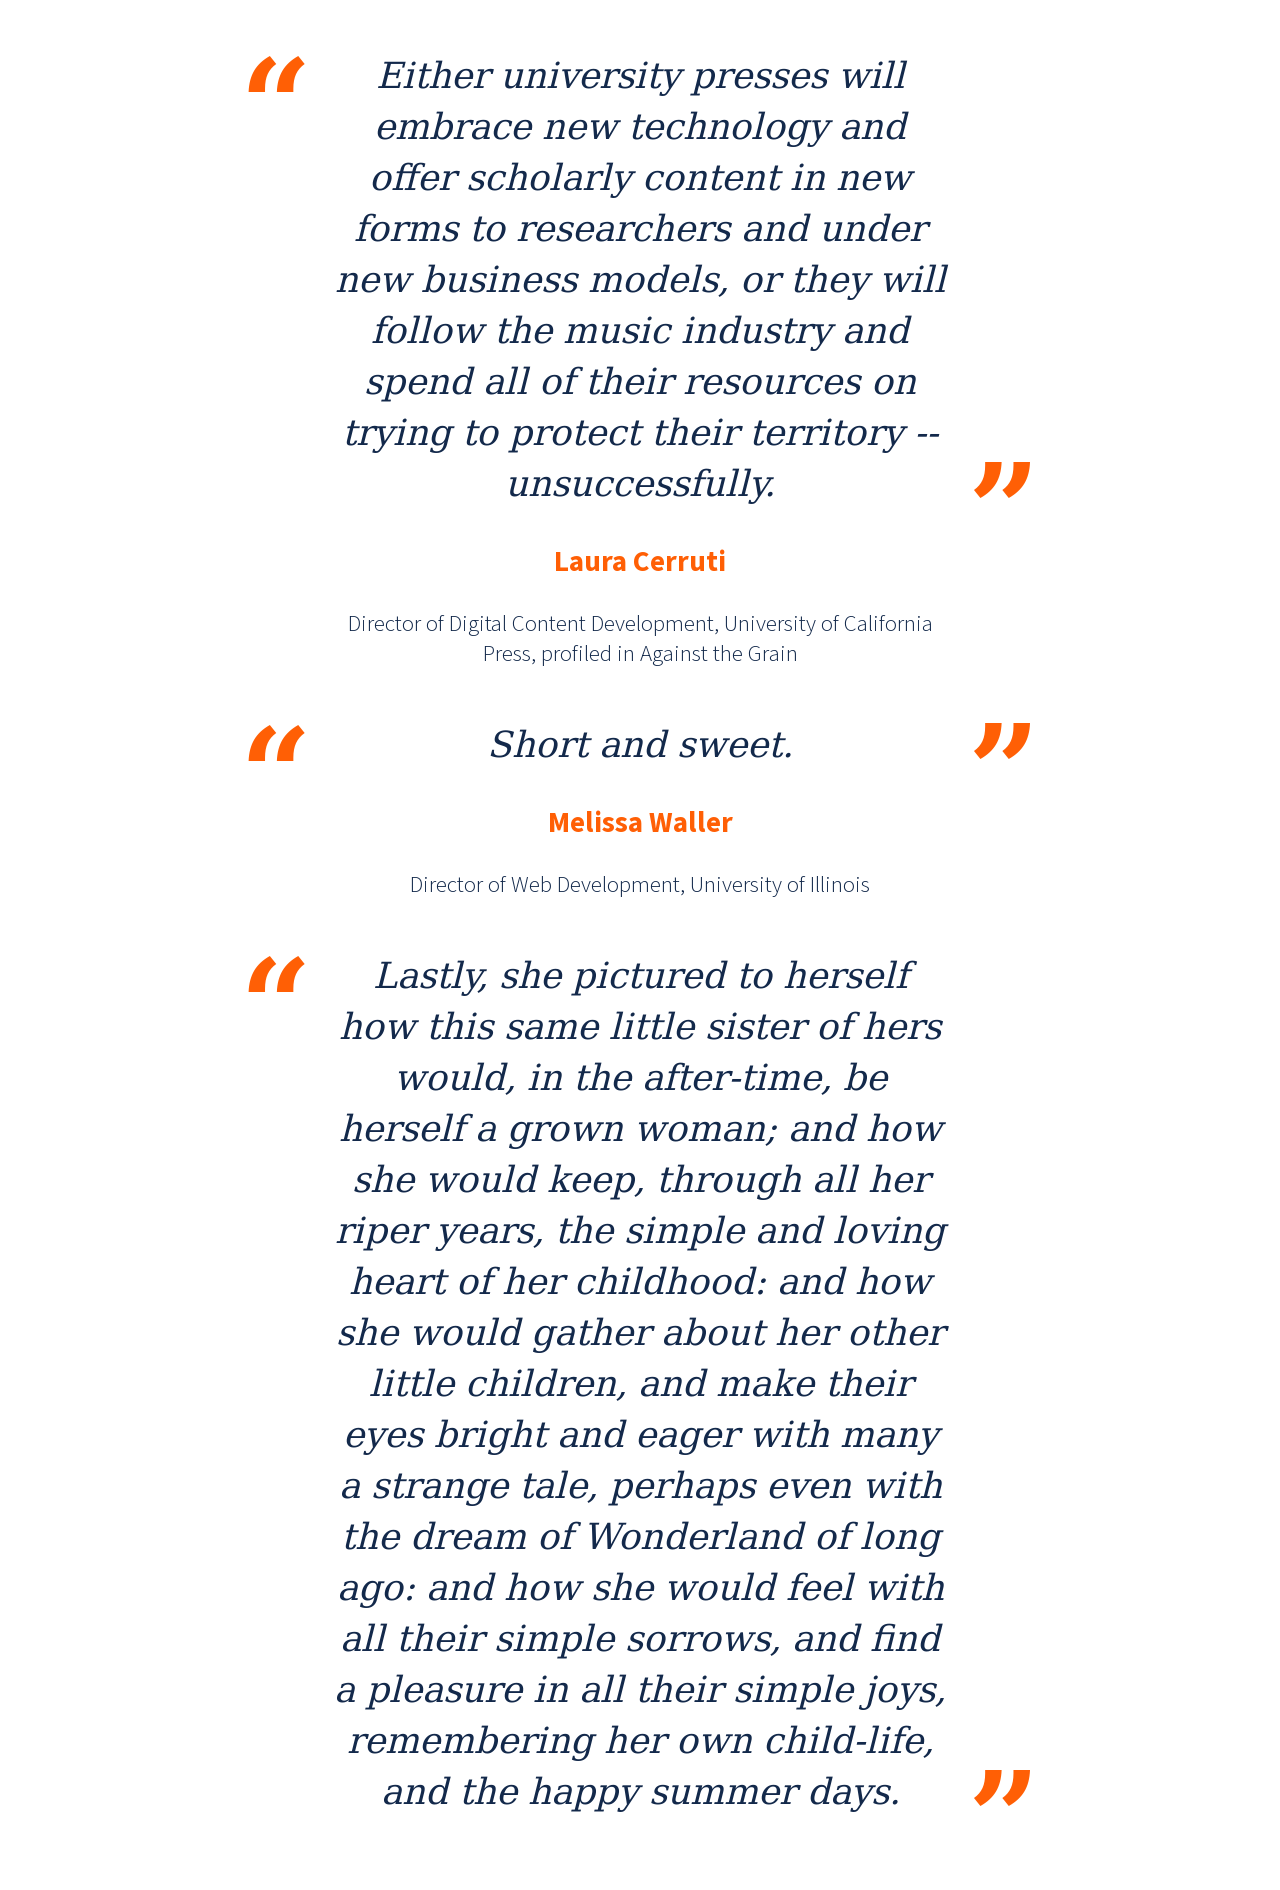 “ Either university presses will
embrace new technology and
offer scholarly content in new
forms to researchers and under
new business models, or they will
follow the music industry and
spend all of their resources on
trying to protect their territory --
unsuccessfully. ”
Laura Cerruti
Director of Digital Content Development, University of California
Press, profiled in Against the Grain
“ Short and sweet. ”
Melissa Waller
Director of Web Development, University of Illinois
“ Lastly, she pictured to herself
how this same little sister of hers
would, in the after-time, be
herself a grown woman; and how
she would keep, through all her
riper years, the simple and loving
heart of her childhood: and how
she would gather about her other
little children, and make their
eyes bright and eager with many
a strange tale, perhaps even with
the dream of Wonderland of long
ago: and how she would feel with
all their simple sorrows, and find
a pleasure in all their simple joys,
remembering her own child-life,
and the happy summer days. ”